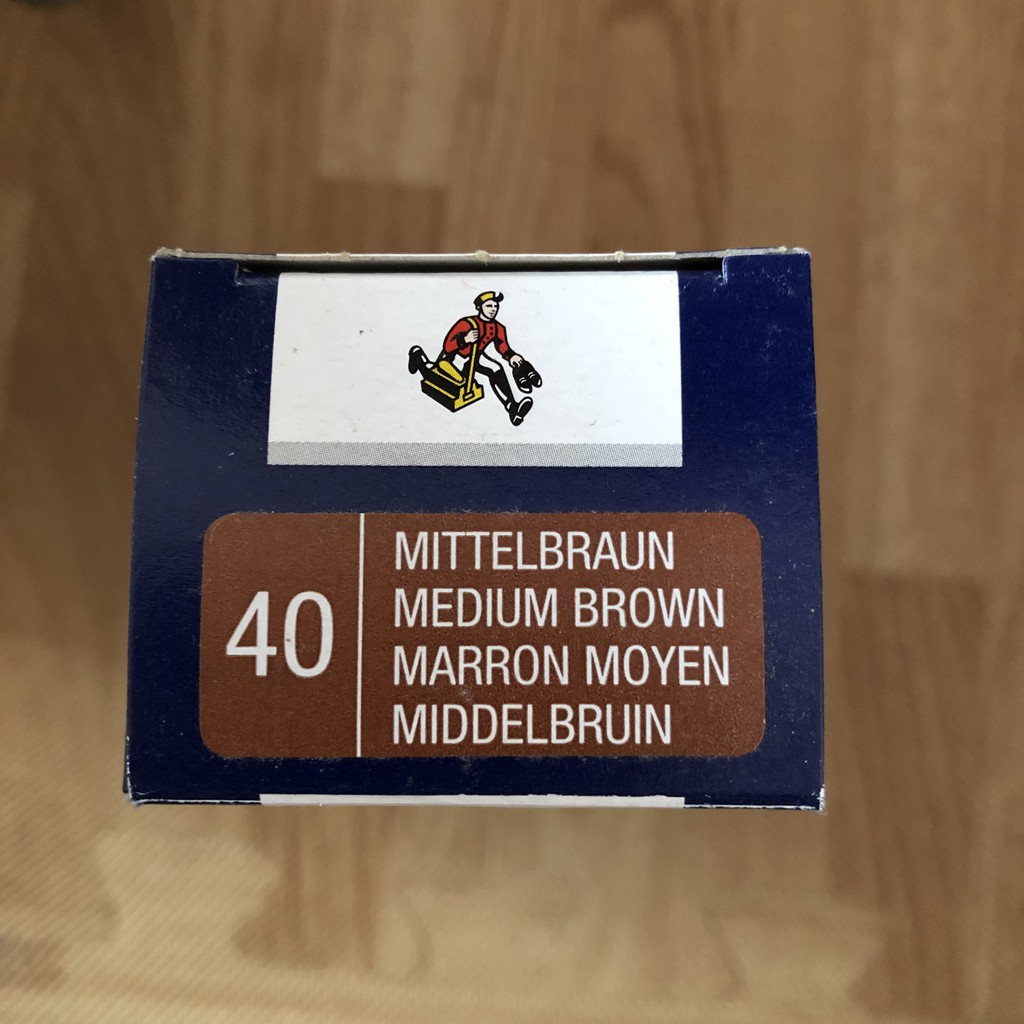 40
MITTELBRAUN
MEDIUM BROWN
MARRON MOYEN
MIDDELBRUIN